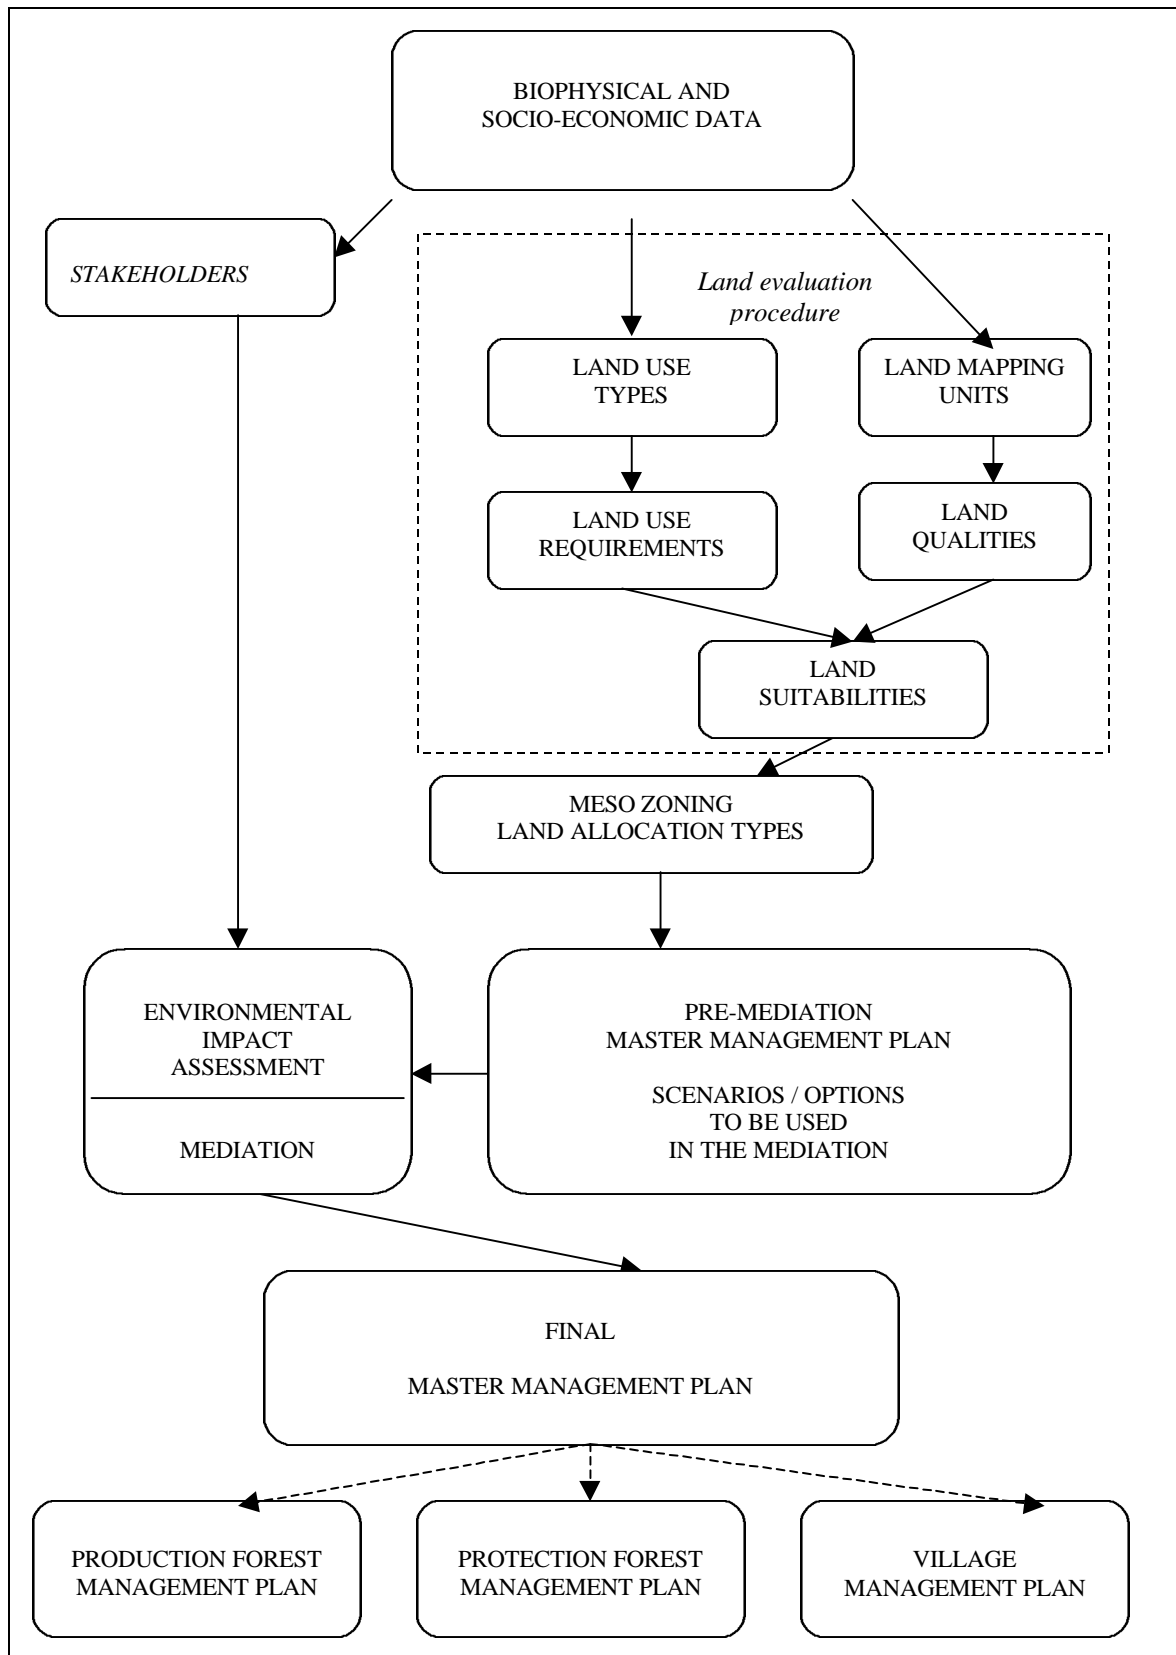 BIOPHYSICAL AND
SOCIO-ECONOMIC DATA
STAKEHOLDERS
Land evaluation
procedure
LAND USE
TYPES
LAND MAPPING
UNITS
LAND USE
REQUIREMENTS
LAND
QUALITIES
LAND
SUITABILITIES
MESO ZONING
LAND ALLOCATION TYPES
ENVIRONMENTAL
IMPACT
ASSESSMENT
MEDIATION
PRE-MEDIATION
MASTER MANAGEMENT PLAN
SCENARIOS / OPTIONS
TO BE USED
IN THE MEDIATION
FINAL
MASTER MANAGEMENT PLAN
PRODUCTION FOREST
MANAGEMENT PLAN
PROTECTION FOREST
MANAGEMENT PLAN
VILLAGE
MANAGEMENT PLAN